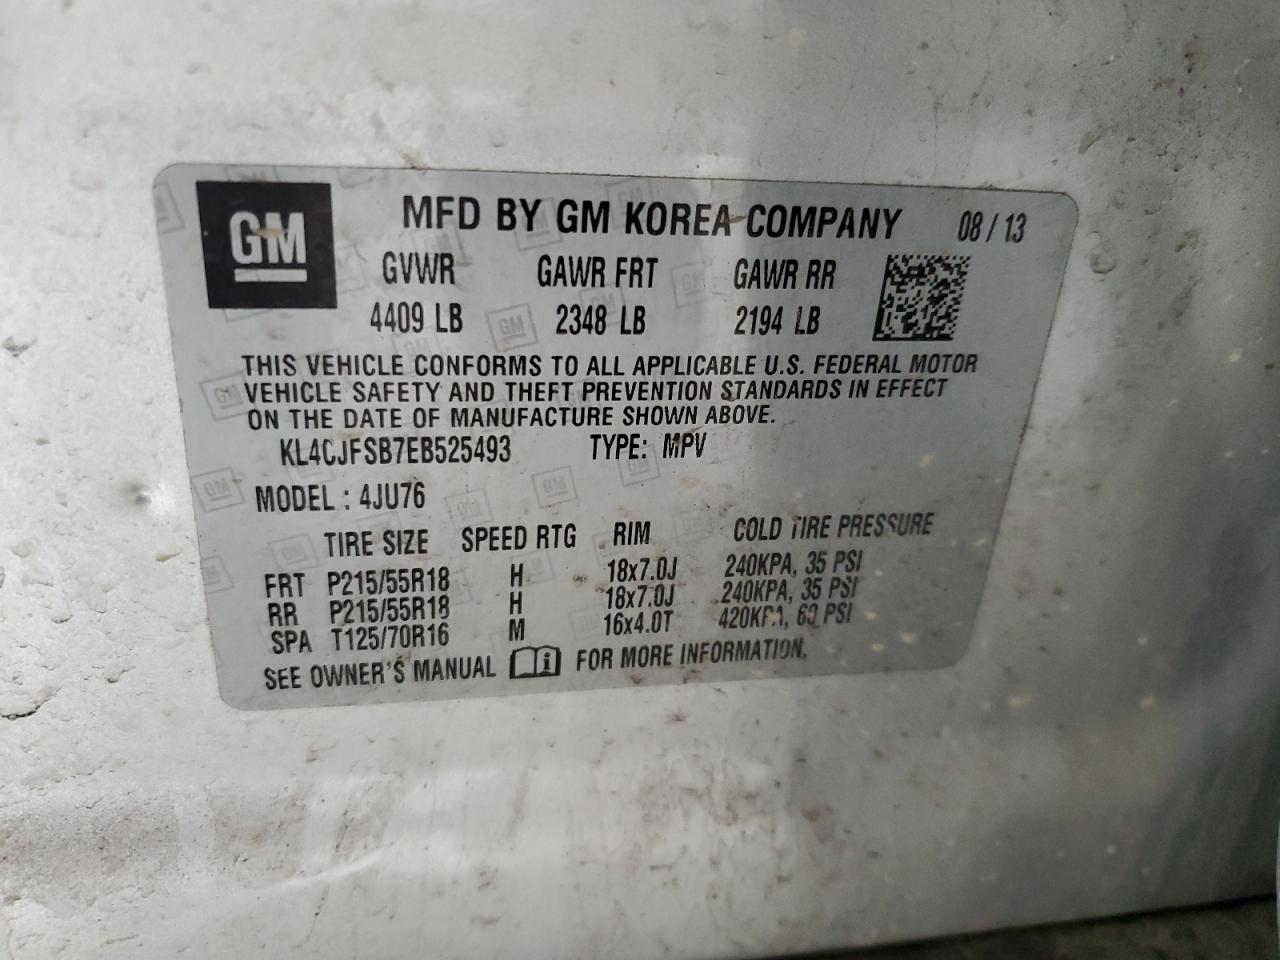 GM
MFD BY GM KOREA COMPANY 08/13
GVWR GAWR FRT GAWR RR
4409 LB 2348 LB 2194 LB
THIS VEHICLE CONFORMS TO ALL APPLICABLE U.S. FEDERAL MOTOR
VEHICLE SAFETY AND THEFT PREVENTION STANDARDS IN EFFECT
ON THE DATE OF MANUFACTURE SHOWN ABOVE.
KL4CJFSB7EB525493 TYPE: MPV
MODEL : 4JU76
TIRE SIZE SPEED RTG RIM COLD TIRE PRESSURE
FRT P215/55R18 H 18x7.0J 240KPA, 35 PSI
RR P215/55R18 H 18x7.0J 240KPA, 35 PSI
SPA T125/70R16 M 16x4.0T 420KPA, 60 PSI
SEE OWNER'S MANUAL FOR MORE INFORMATION.